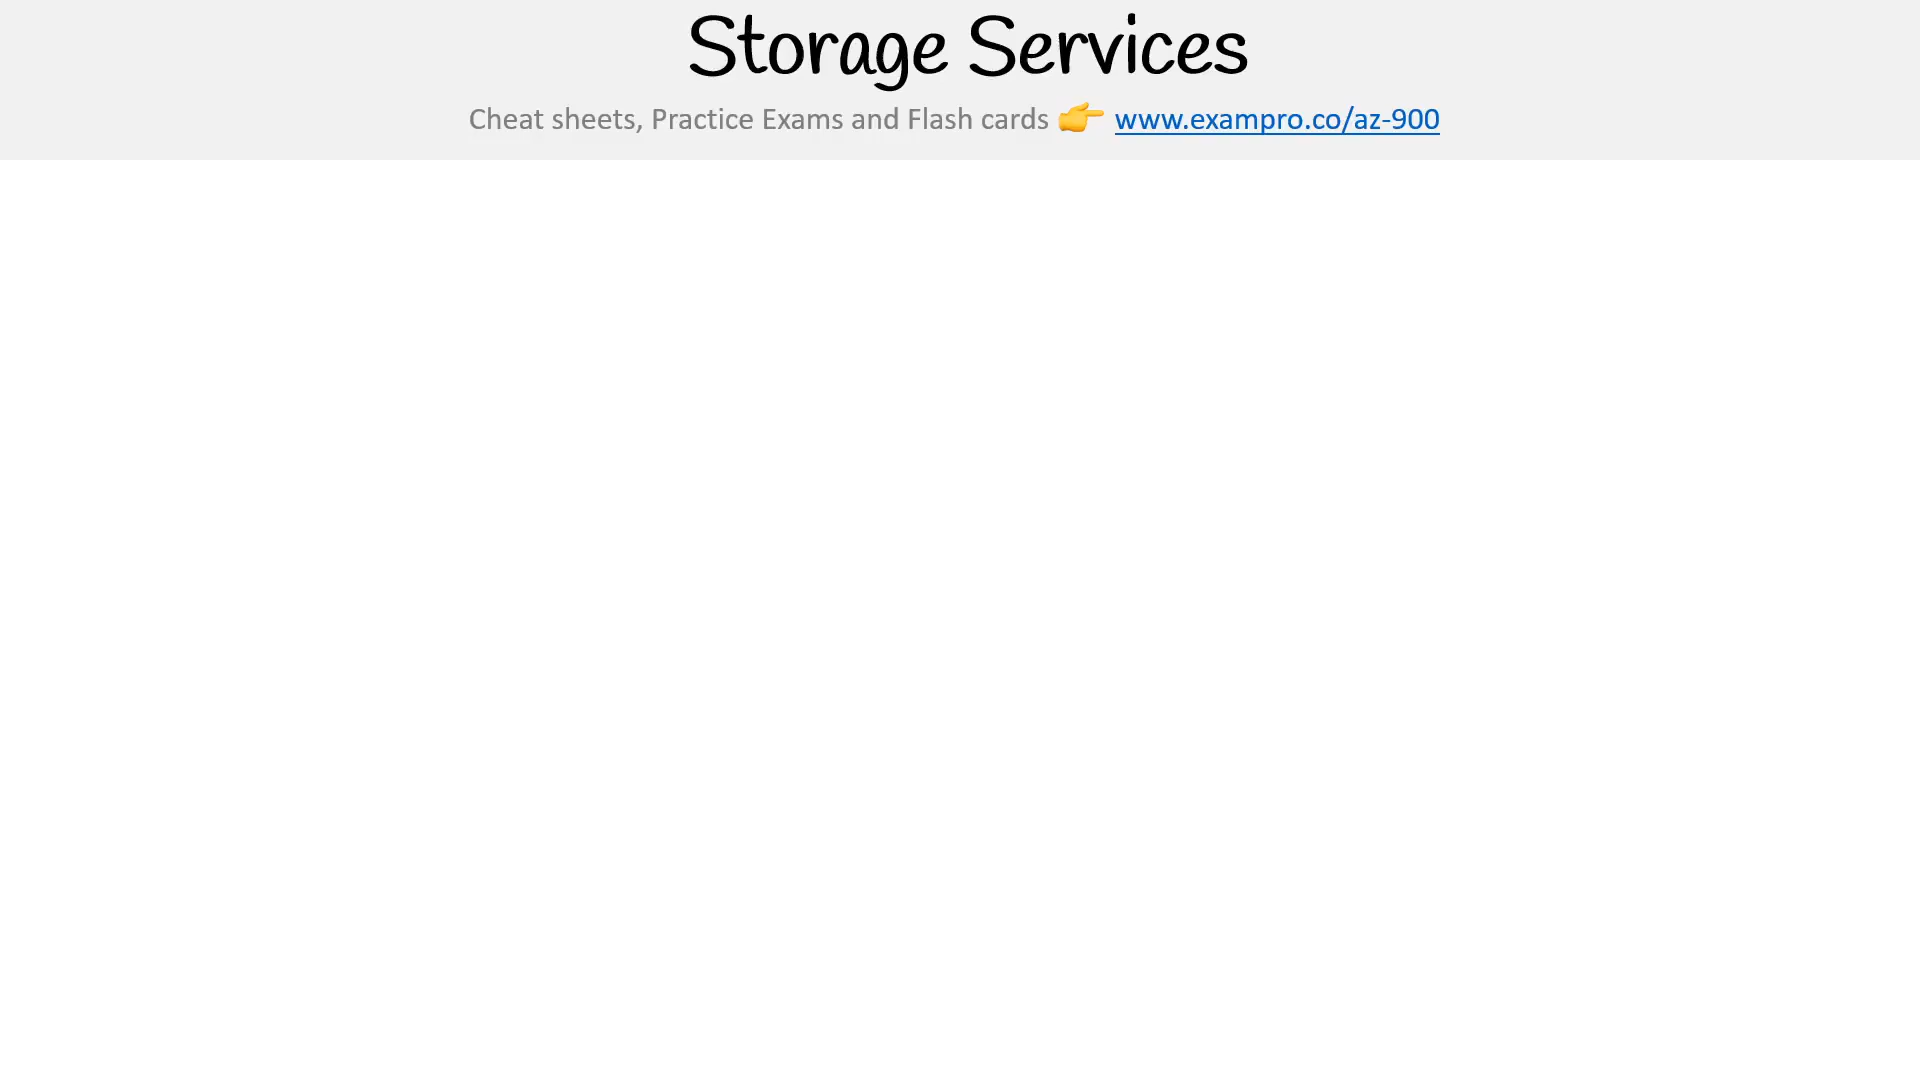 Storage Services
Cheat sheets, Practice Exams and Flash cards 👉 www.exampro.co/az-900